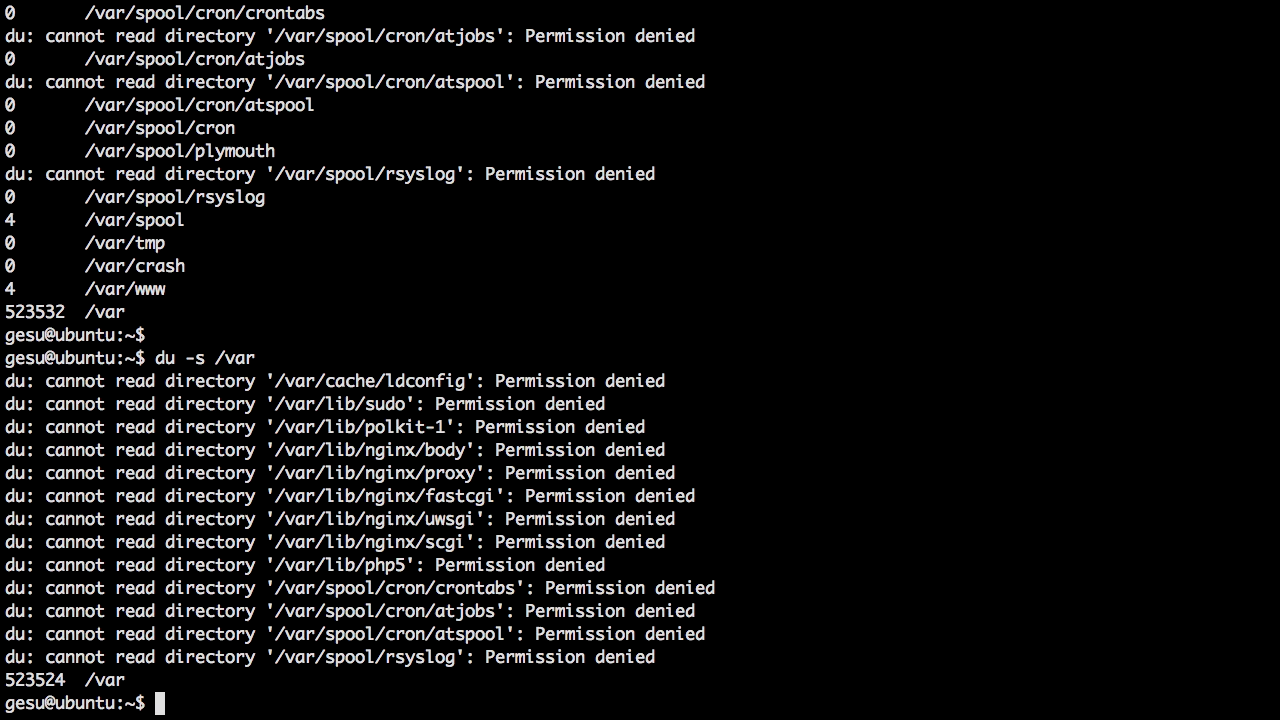 0       /var/spool/cron/crontabs
du: cannot read directory '/var/spool/cron/atjobs': Permission denied
0       /var/spool/cron/atjobs
du: cannot read directory '/var/spool/cron/atspool': Permission denied
0       /var/spool/cron/atspool
0       /var/spool/cron
0       /var/spool/plymouth
du: cannot read directory '/var/spool/rsyslog': Permission denied
0       /var/spool/rsyslog
4       /var/spool
0       /var/tmp
0       /var/crash
4       /var/www
523532  /var
gesu@ubuntu:~$
gesu@ubuntu:~$ du -s /var
du: cannot read directory '/var/cache/ldconfig': Permission denied
du: cannot read directory '/var/lib/sudo': Permission denied
du: cannot read directory '/var/lib/polkit-1': Permission denied
du: cannot read directory '/var/lib/nginx/body': Permission denied
du: cannot read directory '/var/lib/nginx/proxy': Permission denied
du: cannot read directory '/var/lib/nginx/fastcgi': Permission denied
du: cannot read directory '/var/lib/nginx/uwsgi': Permission denied
du: cannot read directory '/var/lib/nginx/scgi': Permission denied
du: cannot read directory '/var/lib/php5': Permission denied
du: cannot read directory '/var/spool/cron/crontabs': Permission denied
du: cannot read directory '/var/spool/cron/atjobs': Permission denied
du: cannot read directory '/var/spool/cron/atspool': Permission denied
du: cannot read directory '/var/spool/rsyslog': Permission denied
523524  /var
gesu@ubuntu:~$